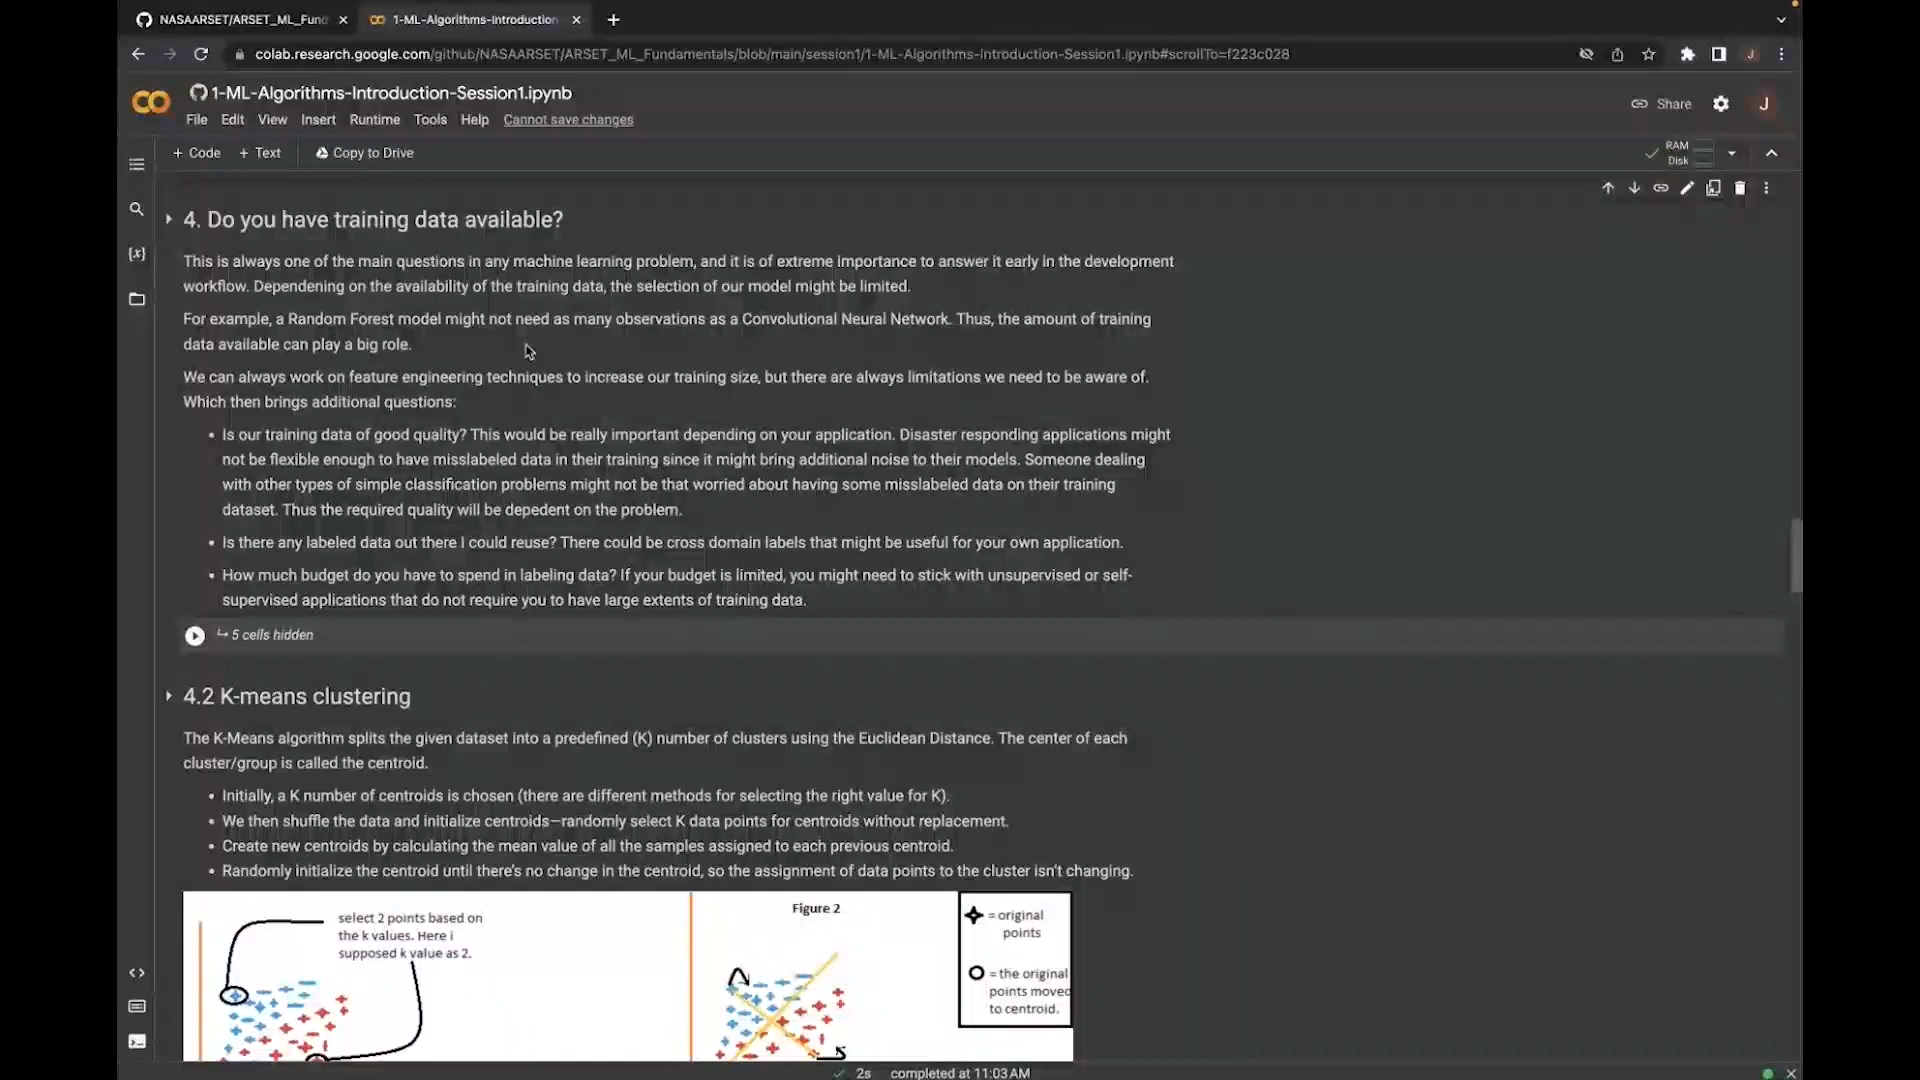 NASAARSET/ARSET_ML_Fund
1-ML-Algorithms-Introduction
colab.research.google.com/github/NASAARSET/ARSET_ML_Fundamentals/blob/main/session1/1-ML-Algorithms-Introduction-Session1.ipynb#scrollTo=f223c028
J
1-ML-Algorithms-Introduction-Session1.ipynb
File Edit View Insert Runtime Tools Help Cannot save changes
Share
J
+ Code + Text Copy to Drive
RAM
Disk
4. Do you have training data available?
This is always one of the main questions in any machine learning problem, and it is of extreme importance to answer it early in the development
workflow. Dependening on the availability of the training data, the selection of our model might be limited.
For example, a Random Forest model might not need as many observations as a Convolutional Neural Network. Thus, the amount of training
data available can play a big role.
We can always work on feature engineering techniques to increase our training size, but there are always limitations we need to be aware of.
Which then brings additional questions:
• Is our training data of good quality? This would be really important depending on your application. Disaster responding applications might
not be flexible enough to have misslabeled data in their training since it might bring additional noise to their models. Someone dealing
with other types of simple classification problems might not be that worried about having some misslabeled data on their training
dataset. Thus the required quality will be depedent on the problem.
• Is there any labeled data out there I could reuse? There could be cross domain labels that might be useful for your own application.
• How much budget do you have to spend in labeling data? If your budget is limited, you might need to stick with unsupervised or self-
supervised applications that do not require you to have large extents of training data.
5 cells hidden
4.2 K-means clustering
The K-Means algorithm splits the given dataset into a predefined (K) number of clusters using the Euclidean Distance. The center of each
cluster/group is called the centroid.
• Initially, a K number of centroids is chosen (there are different methods for selecting the right value for K).
• We then shuffle the data and initialize centroids—randomly select K data points for centroids without replacement.
• Create new centroids by calculating the mean value of all the samples assigned to each previous centroid.
• Randomly initialize the centroid until there's no change in the centroid, so the assignment of data points to the cluster isn't changing.
select 2 points based on
the k values. Here i
supposed k value as 2.
Figure 2
= original
points
= the original
points moved
to centroid.
2s completed at 11:03 AM